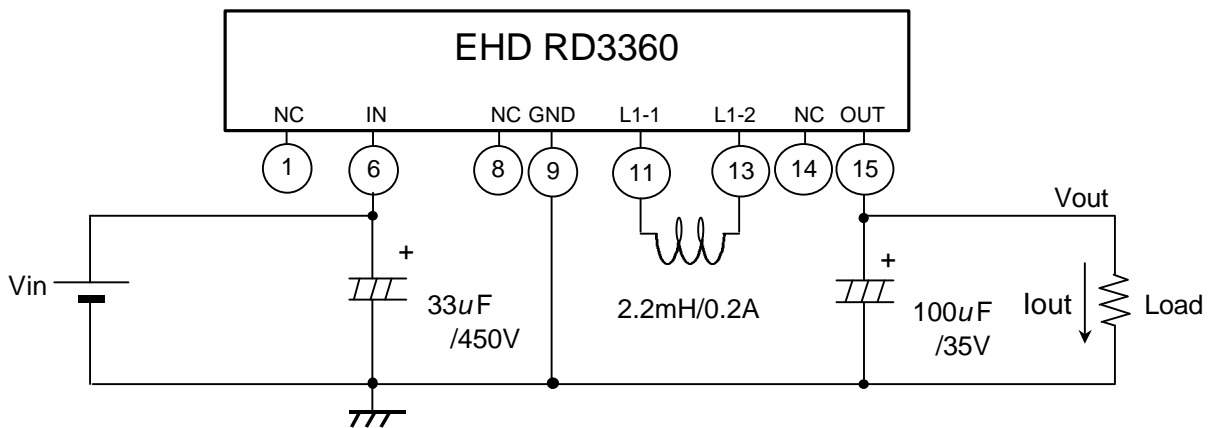 EHD RD3360
NC IN NC GND L1-1 L1-2 NC OUT
1 6 8 9 11 13 14 15
Vout
+ +
Vin 33uF 2.2mH/0.2A 100uF Iout Load
/450V /35V